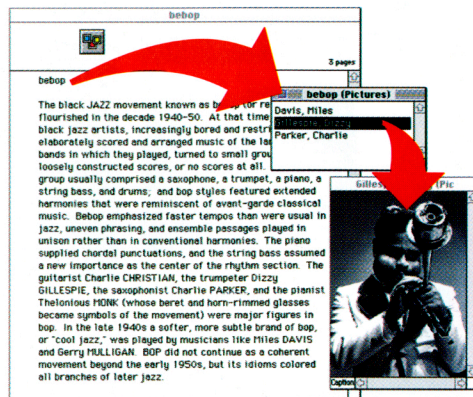 bebop
3 pages
bebop
The black JAZZ movement known as
flourished in the decade 1940-50. At that time
black jazz artists, increasingly bored and
elaborately scored and arranged music of the
bands in which they played, turned to small
loosely constructed scores, or no scores at all.
group usually comprised a saxophone, a trumpet, a piano, a
string bass, and drums; and bop styles featured extended
harmonies that were reminiscent of avant-garde classical
music. Bebop emphasized faster tempos than were usual in
jazz, uneven phrasing, and ensemble passages played in
unison rather than in conventional harmonies. The piano
supplied chordal punctuations, and the string bass assumed
a new importance as the center of the rhythm section. The
guitarist Charlie CHRISTIAN, the trumpeter Dizzy
GILLESPIE, the saxophonist Charlie PARKER, and the pianist
Thelonious MONK (whose beret and horn-rimmed glasses
became symbols of the movement) were major figures in
bop. In the late 1940s a softer, more subtle brand of bop,
or "cool jazz," was played by musicians like Miles DAVIS
and Gerry MULLIGAN. BOP did not continue as a coherent
movement beyond the early 1950s, but its idioms colored
all branches of later jazz.
bebop (Pictures)
Davis, Miles
Gillespie, Dizzy
Parker, Charlie
(Pic
Caption